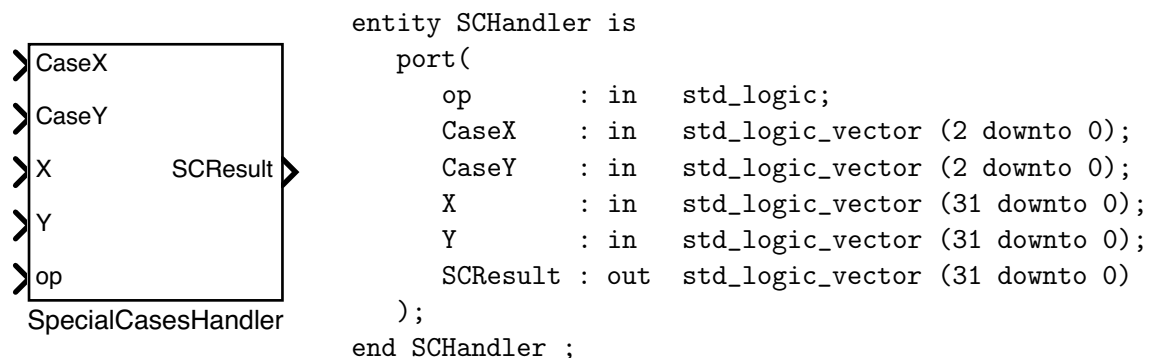 CaseX
CaseY
X
SCResult
Y
op
SpecialCasesHandler
entity SCHandler is
port(
op : in std_logic;
CaseX : in std_logic_vector (2 downto 0);
CaseY : in std_logic_vector (2 downto 0);
X : in std_logic_vector (31 downto 0);
Y : in std_logic_vector (31 downto 0);
SCResult : out std_logic_vector (31 downto 0)
);
end SCHandler ;